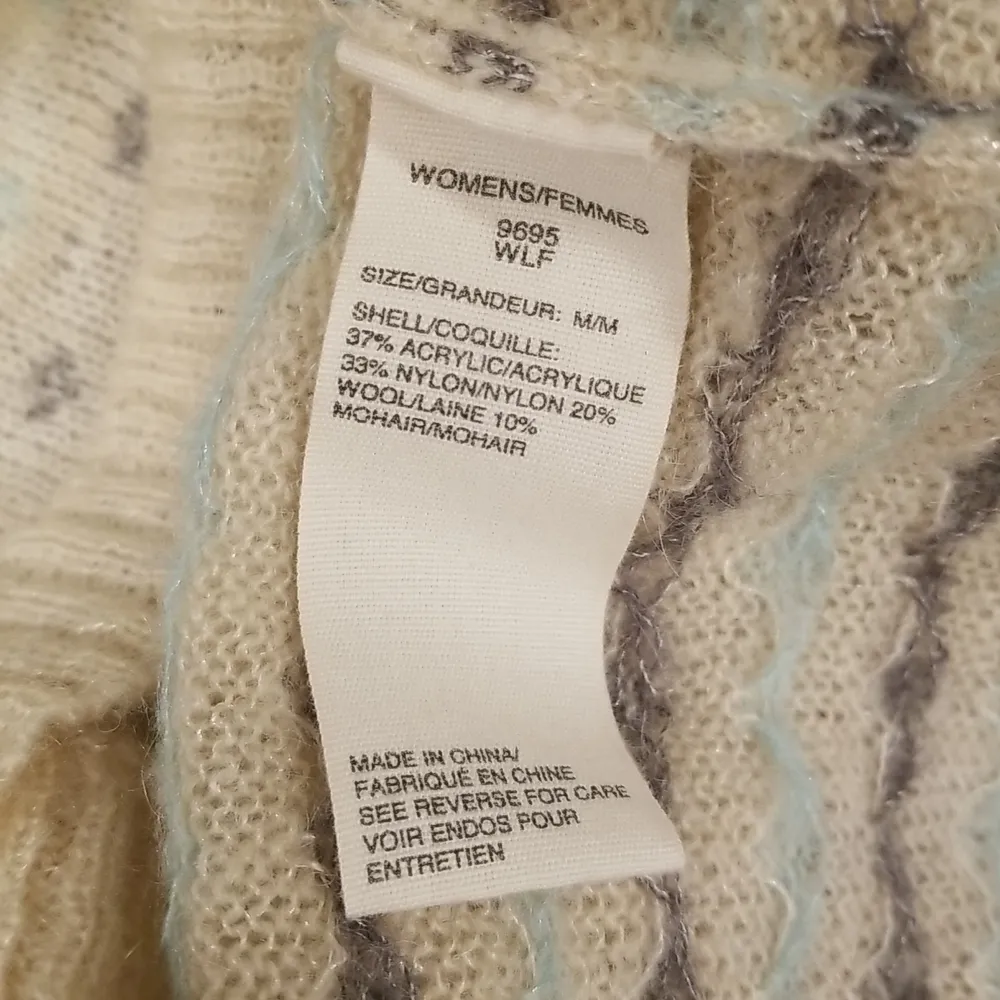 WOMENS/FEMMES
9695
WLF
SIZE/GRANDEUR: M/M
SHELL/COQUILLE:
37% ACRYLIC/ACRYLIQUE
33% NYLON/NYLON 20%
WOOL/LAINE 10%
MOHAIR/MOHAIR
MADE IN CHINA/
FABRIQUÉ EN CHINE
SEE REVERSE FOR CARE
VOIR ENDOS POUR
ENTRETIEN